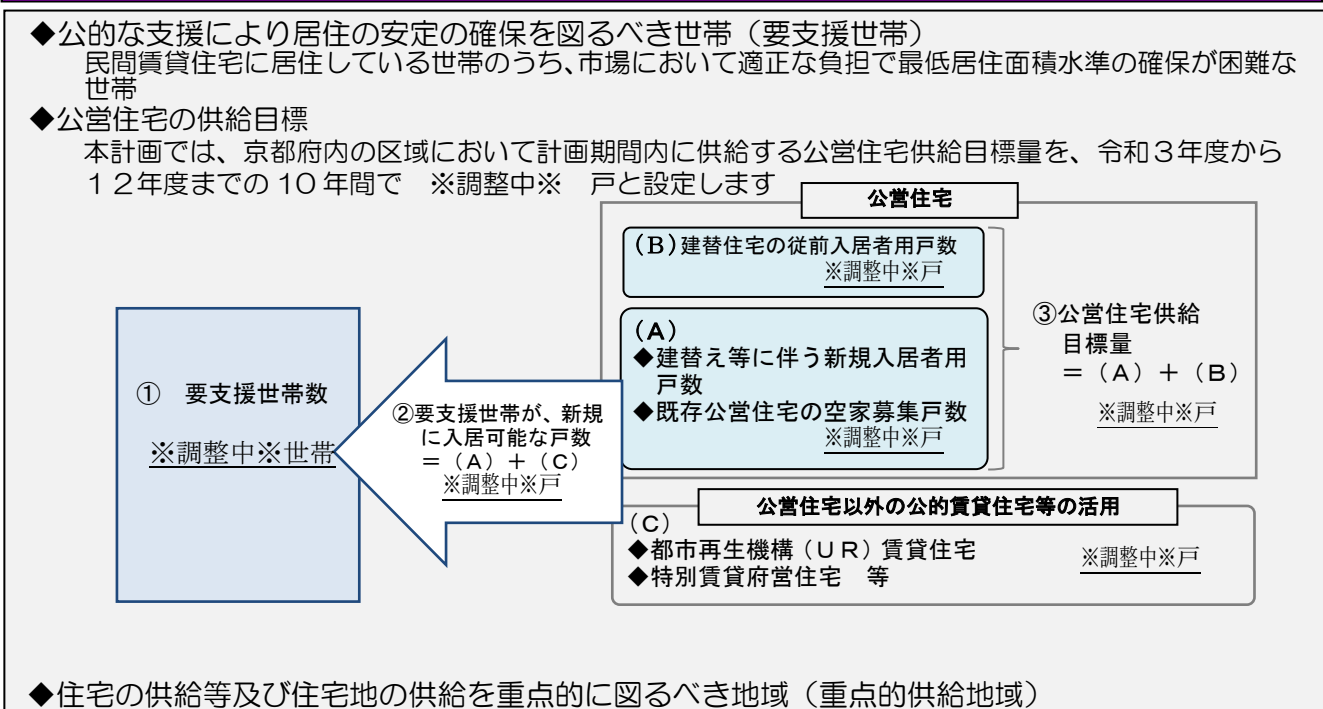 ◆公的な支援により居住の安定の確保を図るべき世帯（要支援世帯）
民間賃貸住宅に居住している世帯のうち、市場において適正な負担で最低居住面積水準の確保が困難な
世帯
◆公営住宅の供給目標
本計画では、京都府内の区域において計画期間内に供給する公営住宅供給目標量を、令和３年度から
１２年度までの 10 年間で　※調整中※　戸と設定します
公営住宅
（B）建替住宅の従前入居者用戸数
※調整中※戸
（A）
◆建替え等に伴う新規入居者用
戸数
◆既存公営住宅の空家募集戸数
※調整中※戸
③公営住宅供給
目標量
＝（A）＋（B）
※調整中※戸
①　要支援世帯数
※調整中※世帯
②要支援世帯が、新規
に入居可能な戸数
＝（A）＋（C）
※調整中※戸
公営住宅以外の公的賃貸住宅等の活用
（C）
◆都市再生機構（UR）賃貸住宅
◆特別賃貸府営住宅　等
※調整中※戸
◆住宅の供給等及び住宅地の供給を重点的に図るべき地域（重点的供給地域）